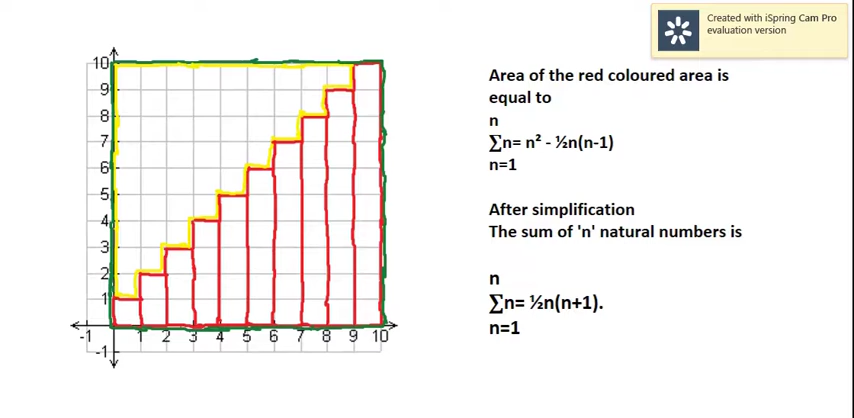 Created with iSpring Cam Pro
evaluation version
Area of the red coloured area is
equal to
n
∑n= n² - ½n(n-1)
n=1
After simplification
The sum of 'n' natural numbers is
n
∑n= ½n(n+1).
n=1
10
9
8
7
6
5
4
3
2
1
-1
-1 1 2 3 4 5 6 7 8 9 10